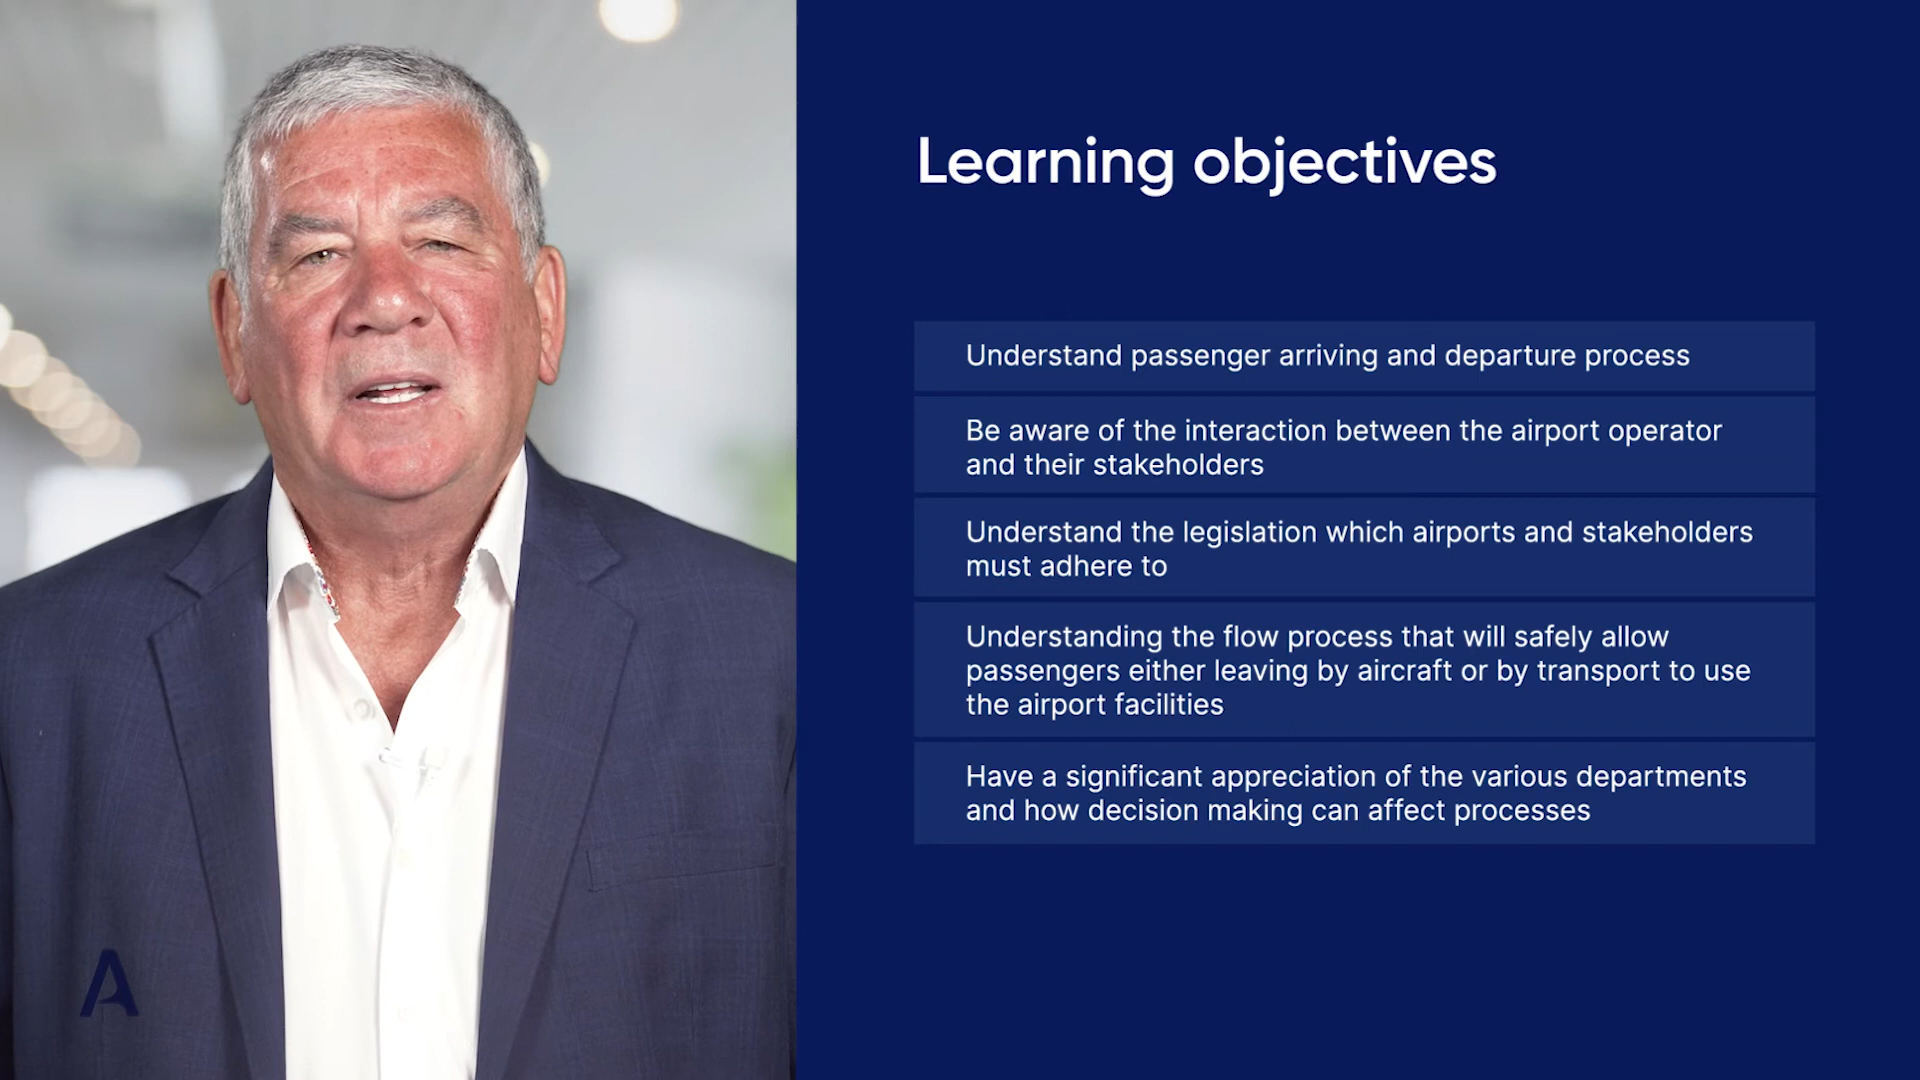 Learning objectives
Understand passenger arriving and departure process
Be aware of the interaction between the airport operator
and their stakeholders
Understand the legislation which airports and stakeholders
must adhere to
Understanding the flow process that will safely allow
passengers either leaving by aircraft or by transport to use
the airport facilities
Have a significant appreciation of the various departments
and how decision making can affect processes
A